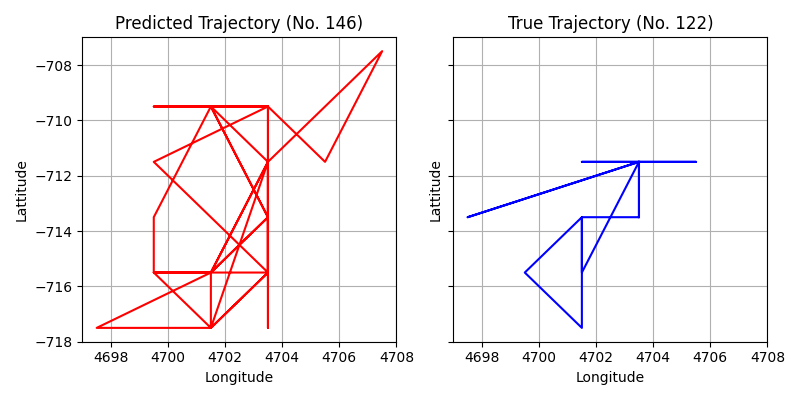 Predicted Trajectory (No. 146)
True Trajectory (No. 122)
−708
−710
−712
−714
−716
−718
Lattitude
Lattitude
4698 4700 4702 4704 4706 4708
4698 4700 4702 4704 4706 4708
Longitude
Longitude